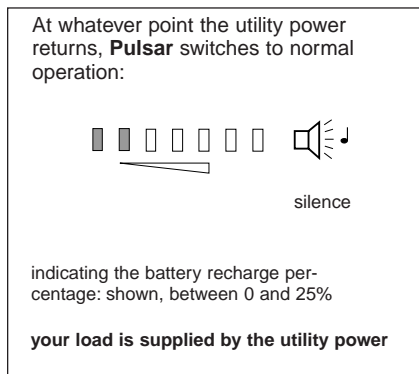 At whatever point the utility power
returns, Pulsar switches to normal
operation:
silence
indicating the battery recharge per-
centage: shown, between 0 and 25%
your load is supplied by the utility power